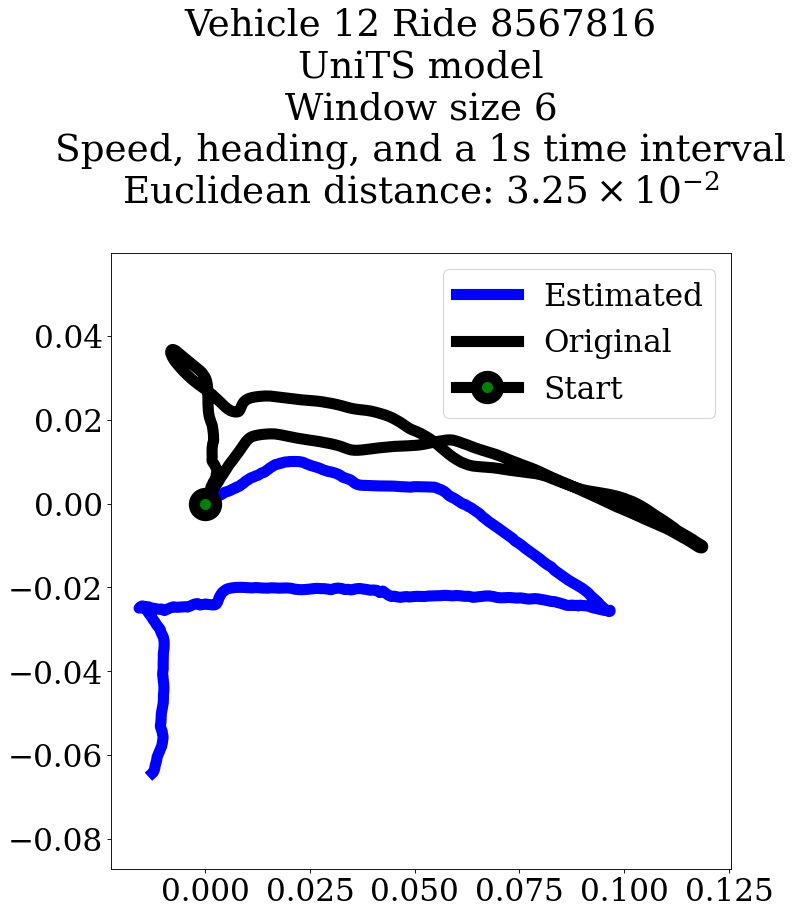 Vehicle 12 Ride 8567816
UniTS model
Window size 6
Speed, heading, and a 1s time interval
Euclidean distance: 3.25 × 10⁻²
Estimated
Original
Start
0.04
0.02
0.00
−0.02
−0.04
−0.06
−0.08
0.000 0.025 0.050 0.075 0.100 0.125